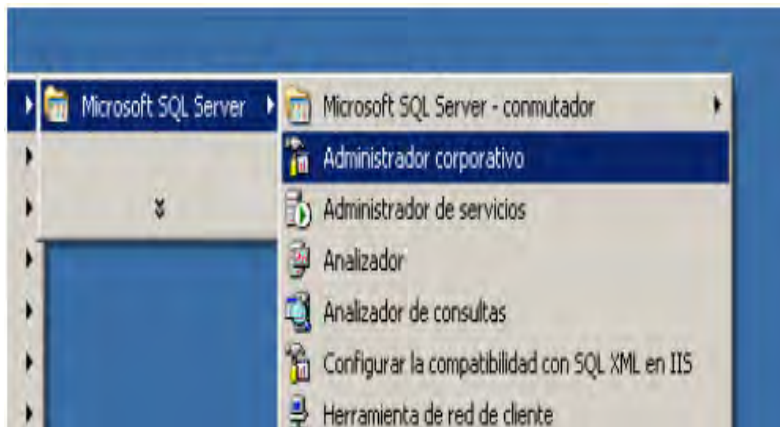 Microsoft SQL Server
Microsoft SQL Server - conmutador
Administrador corporativo
Administrador de servicios
Analizador
Analizador de consultas
Configurar la compatibilidad con SQL XML en IIS
Herramienta de red de cliente